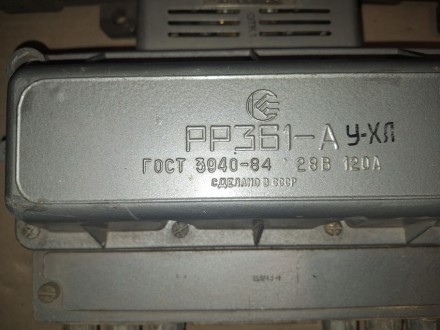 РР361-А У-ХЛ
ГОСТ 3940-84 28В 120А
СДЕЛАНО В СССР